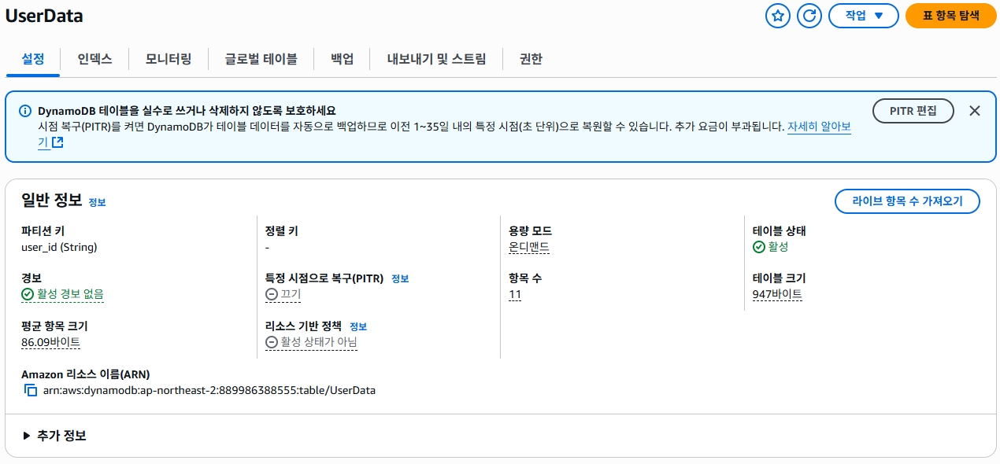 UserData
작업
표 항목 탐색
설정
인덱스
모니터링
글로벌 테이블
백업
내보내기 및 스트림
권한
DynamoDB 테이블을 실수로 쓰거나 삭제하지 않도록 보호하세요
시점 복구(PITR)를 켜면 DynamoDB가 테이블 데이터를 자동으로 백업하므로 이전 1~35일 내의 특정 시점(초 단위)으로 복원할 수 있습니다. 추가 요금이 부과됩니다. 자세히 알아보
기
PITR 편집
일반 정보 정보
라이브 항목 수 가져오기
파티션 키
user_id (String)
정렬 키
-
용량 모드
온디맨드
테이블 상태
활성
경보
활성 경보 없음
특정 시점으로 복구(PITR) 정보
끄기
항목 수
11
테이블 크기
947바이트
평균 항목 크기
86.09바이트
리소스 기반 정책 정보
활성 상태가 아님
Amazon 리소스 이름(ARN)
arn:aws:dynamodb:ap-northeast-2:889986388555:table/UserData
추가 정보